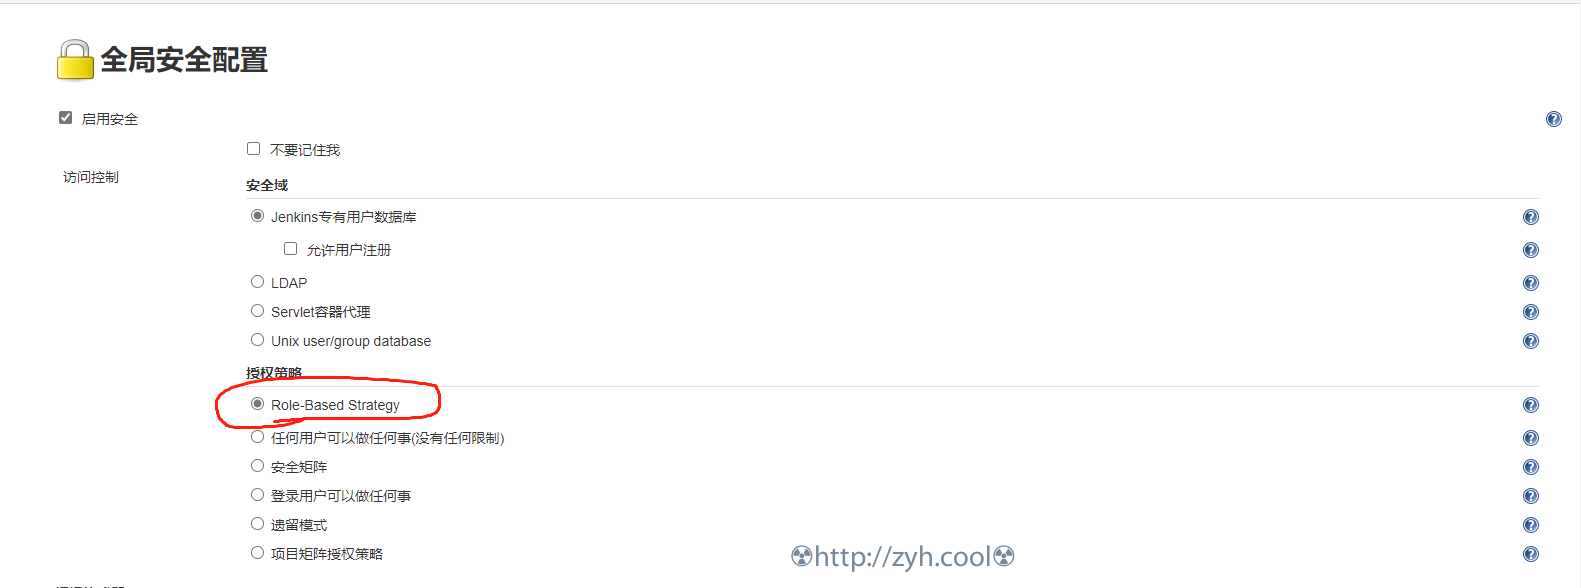 全局安全配置
启用安全
不要记住我
访问控制
安全域
Jenkins专有用户数据库
允许用户注册
LDAP
Servlet容器代理
Unix user/group database
授权策略
Role-Based Strategy
任何用户可以做任何事(没有任何限制)
安全矩阵
登录用户可以做任何事
遗留模式
项目矩阵授权策略
☢http://zyh.cool☢